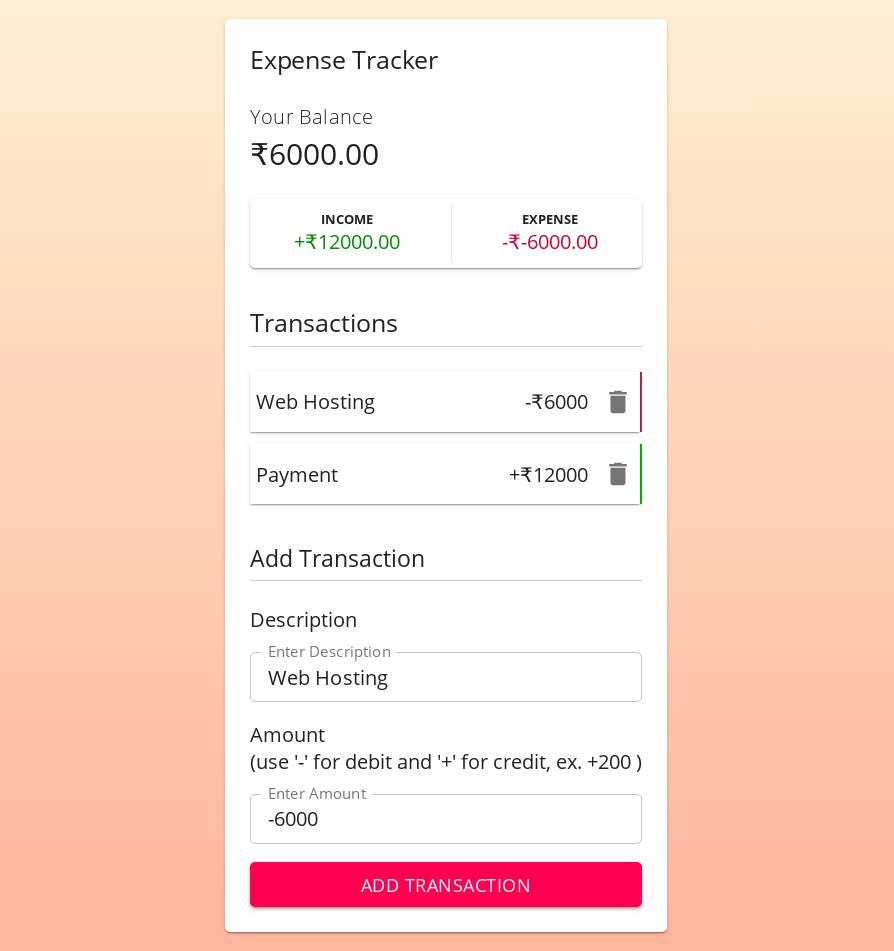 Expense Tracker
Your Balance
₹6000.00
INCOME
+₹12000.00
EXPENSE
-₹-6000.00
Transactions
Web Hosting -₹6000
Payment +₹12000
Add Transaction
Description
Enter Description
Web Hosting
Amount
(use '-' for debit and '+' for credit, ex. +200 )
Enter Amount
-6000
ADD TRANSACTION